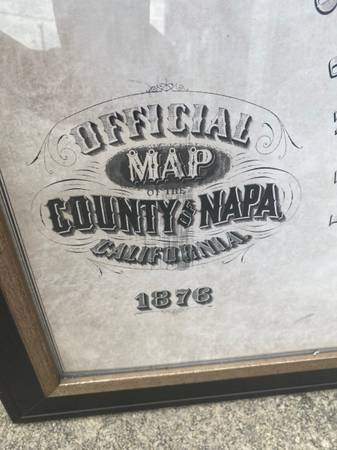 OFFICIAL
MAP
OF THE
COUNTY OF NAPA
CALIFORNIA
1876